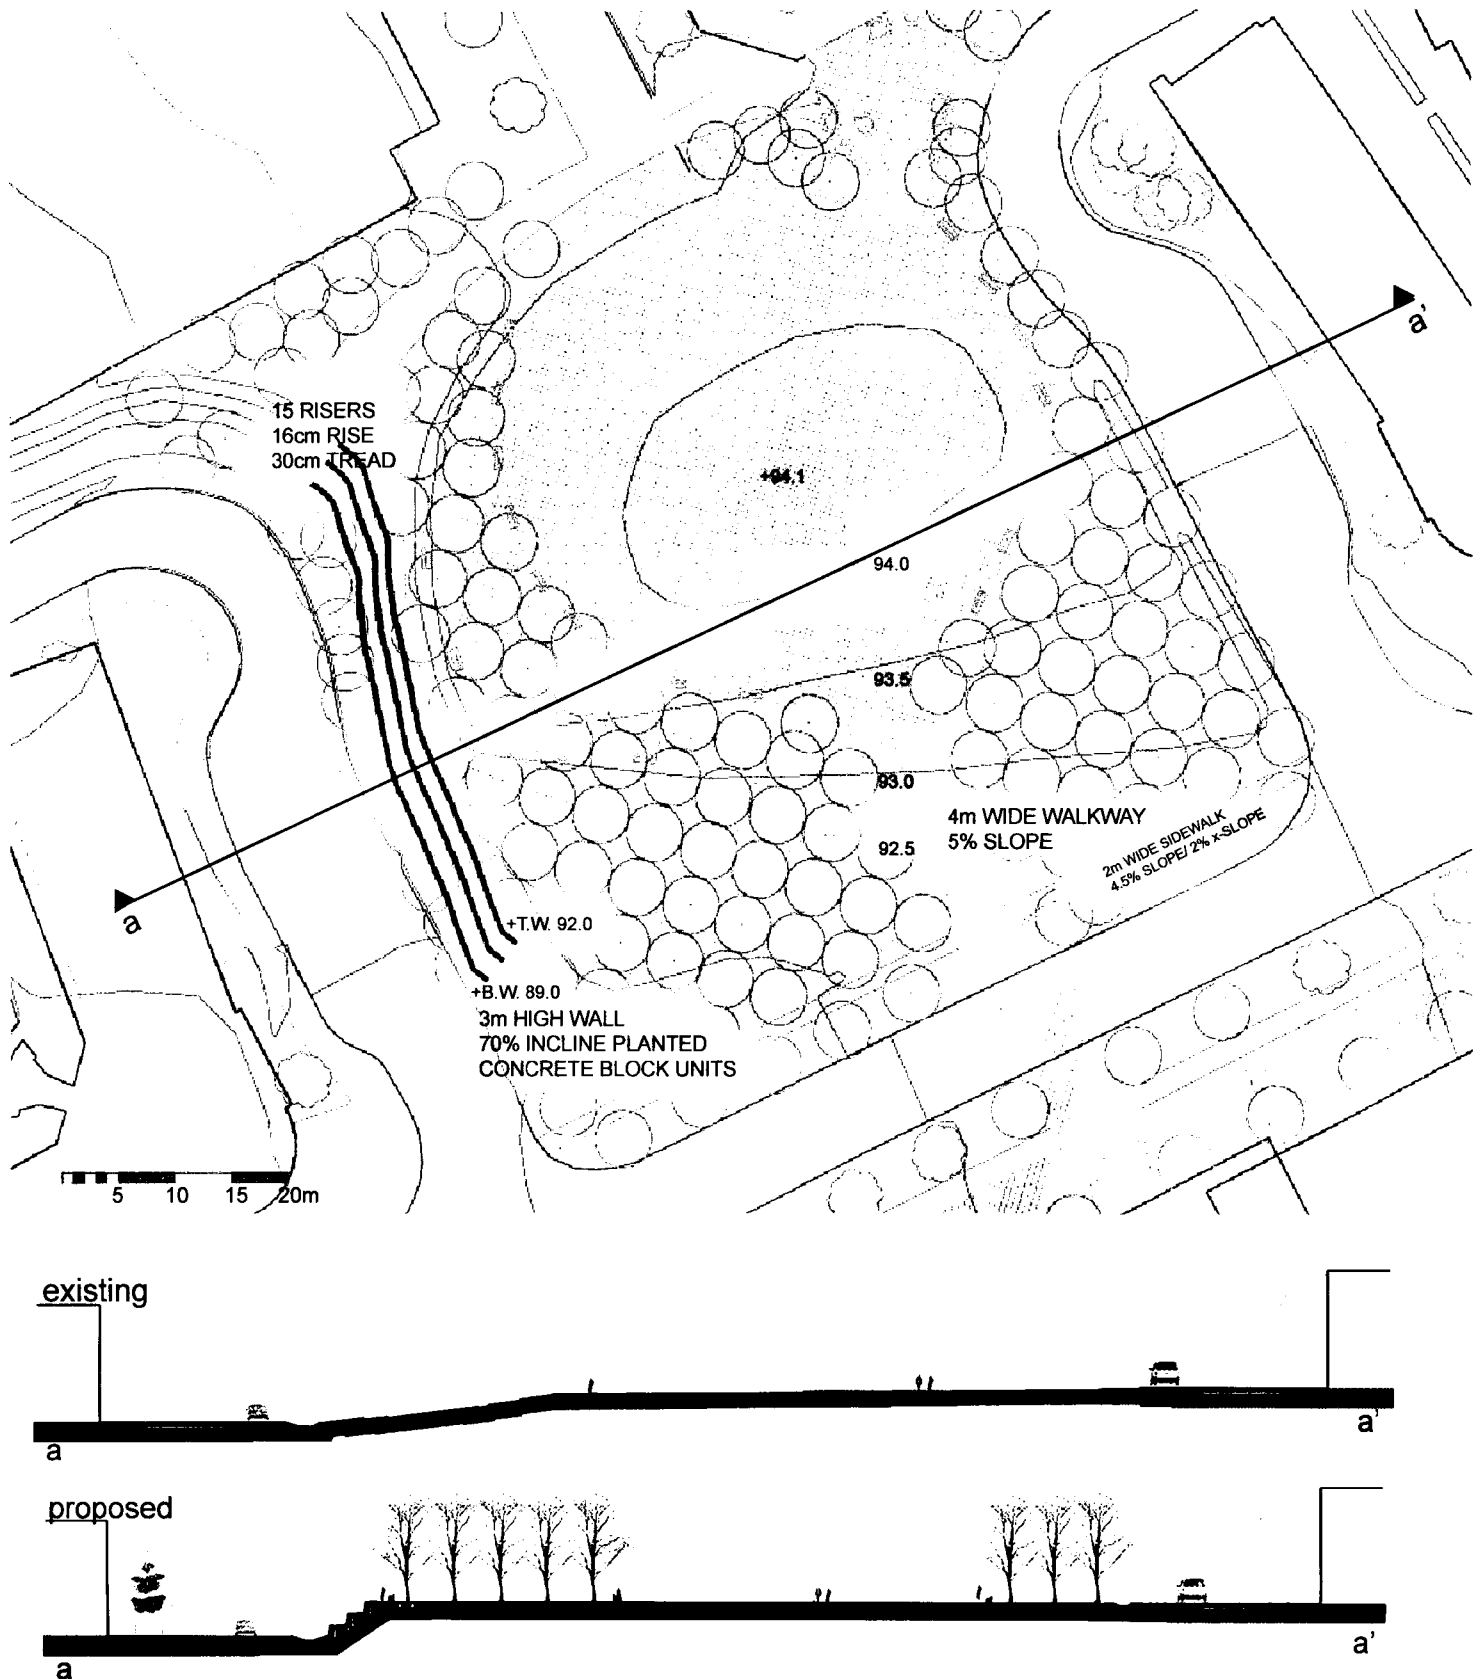 a'
15 RISERS
16cm RISE
30cm TREAD
+94.1
94.0
93.5
93.0
4m WIDE WALKWAY
5% SLOPE
92.5
2m WIDE SIDEWALK
4.5% SLOPE/ 2% x-SLOPE
a
+T.W. 92.0
+B.W. 89.0
3m HIGH WALL
70% INCLINE PLANTED
CONCRETE BLOCK UNITS
5 10 15 20m
existing
a a'
proposed
a a'